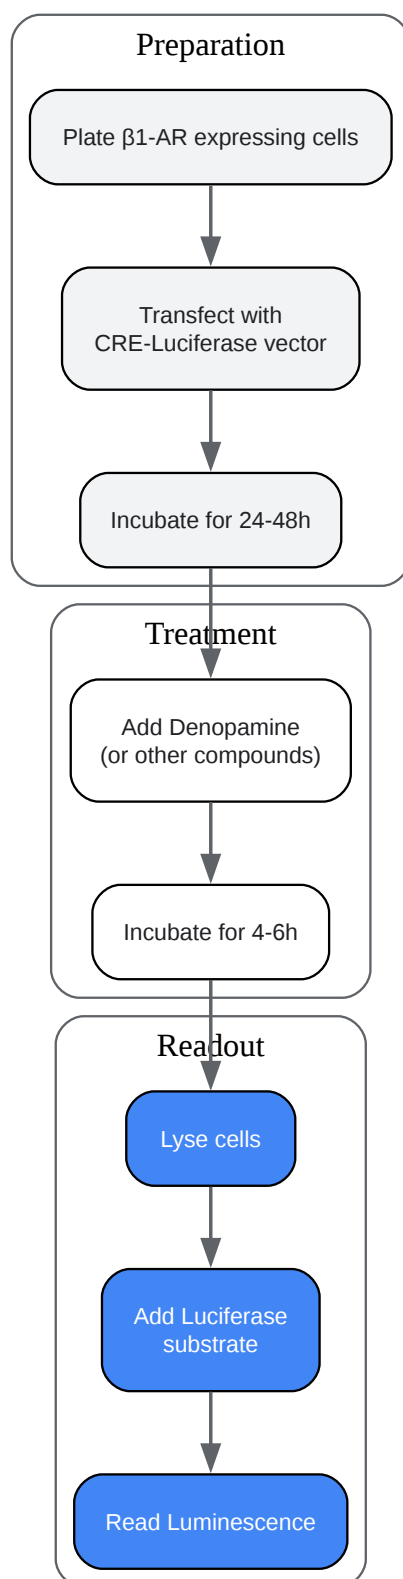 Preparation
Plate β1-AR expressing cells
Transfect with
CRE-Luciferase vector
Incubate for 24-48h
Treatment
Add Denopamine
(or other compounds)
Incubate for 4-6h
Readout
Lyse cells
Add Luciferase
substrate
Read Luminescence